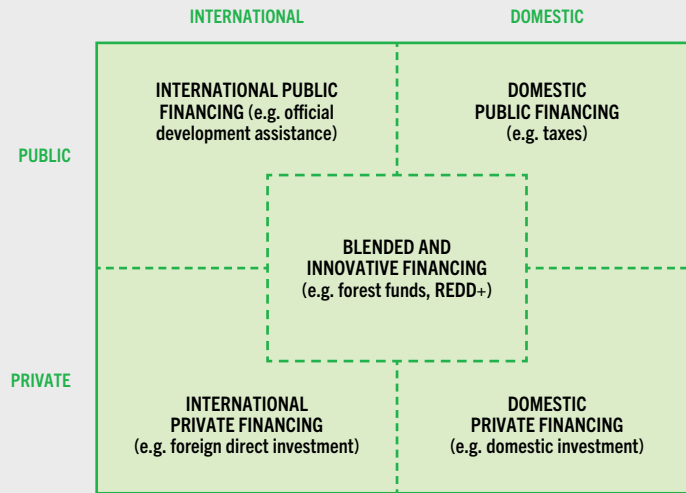 INTERNATIONAL
DOMESTIC
PUBLIC
INTERNATIONAL PUBLIC
FINANCING (e.g. official
development assistance)
DOMESTIC
PUBLIC FINANCING
(e.g. taxes)
BLENDED AND
INNOVATIVE FINANCING
(e.g. forest funds, REDD+)
PRIVATE
INTERNATIONAL
PRIVATE FINANCING
(e.g. foreign direct investment)
DOMESTIC
PRIVATE FINANCING
(e.g. domestic investment)